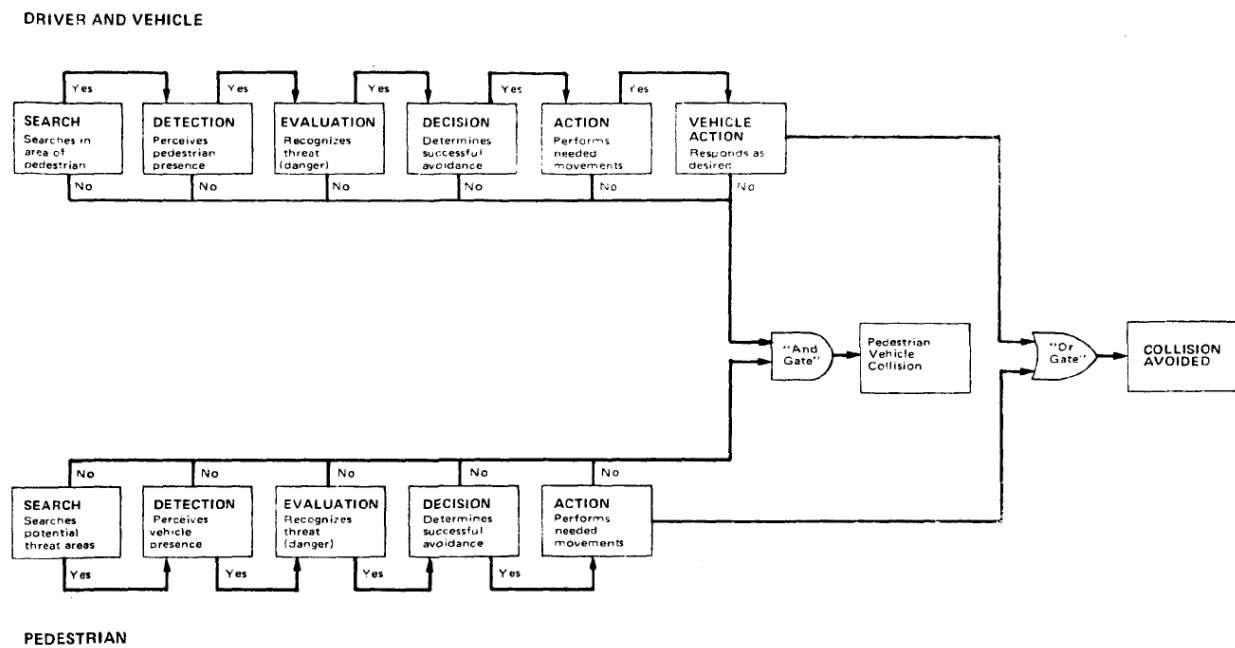 DRIVER AND VEHICLE
Yes
Yes
Yes
Yes
Yes
SEARCH
Searches in
area of
pedestrian
DETECTION
Perceives
pedestrian
presence
EVALUATION
Recognizes
threat
(danger)
DECISION
Determines
successful
avoidance
ACTION
Performs
needed
movements
VEHICLE
ACTION
Responds as
desired
No
No
No
No
No
No
"And
Gate"
Pedestrian
Vehicle
Collision
"Or
Gate"
COLLISION
AVOIDED
No
No
No
No
No
SEARCH
Searches
potential
threat areas
DETECTION
Perceives
vehicle
presence
EVALUATION
Recognizes
threat
(danger)
DECISION
Determines
successful
avoidance
ACTION
Performs
needed
movements
Yes
Yes
Yes
Yes
PEDESTRIAN